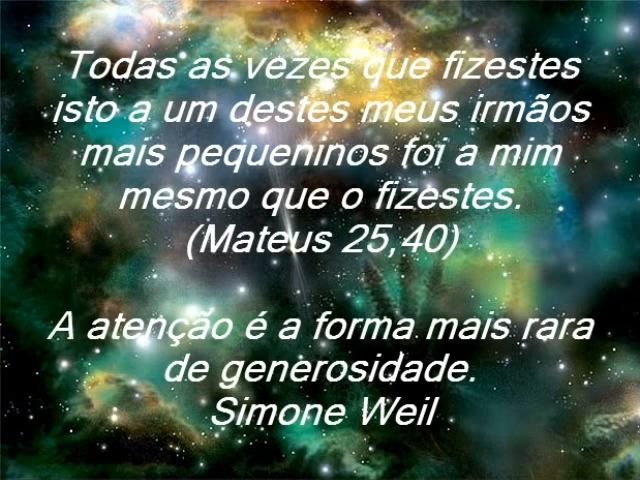 Todas as vezes que fizestes
isto a um destes meus irmãos
mais pequeninos foi a mim
mesmo que o fizestes.
(Mateus 25,40)
A atenção é a forma mais rara
de generosidade.
Simone Weil